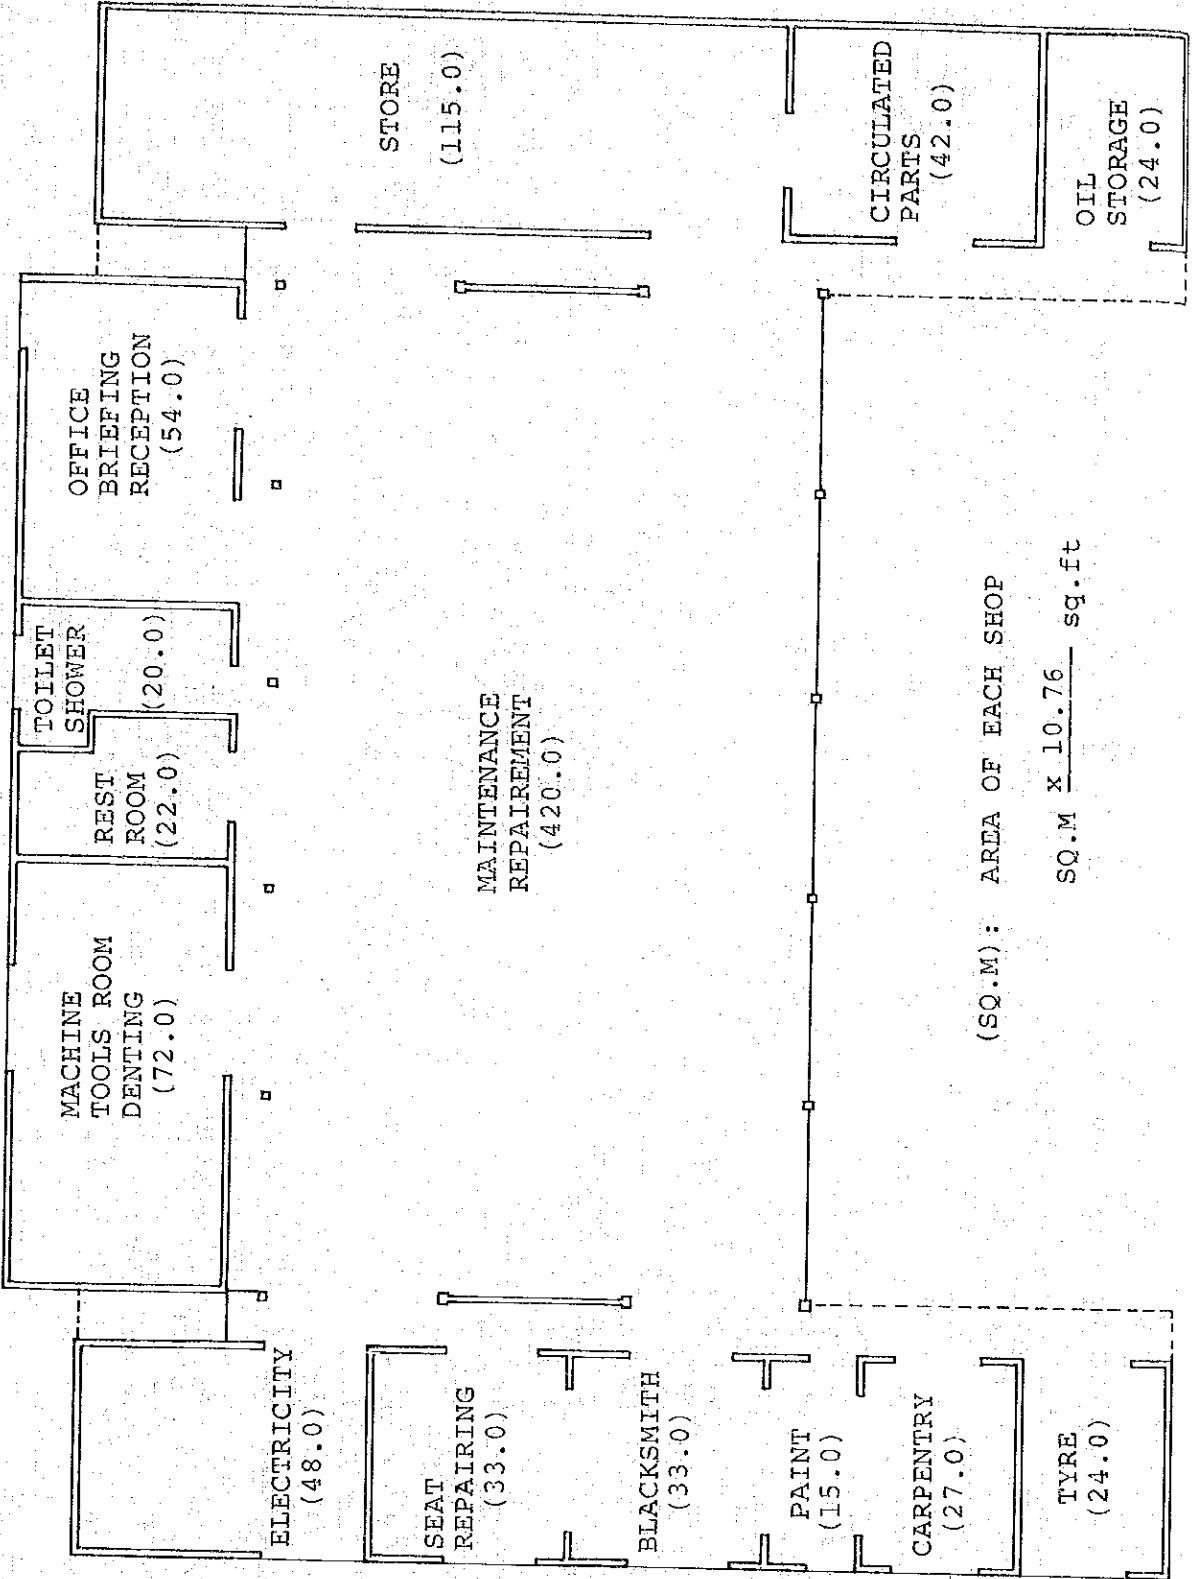 MACHINE
TOOLS ROOM
DENTING
(72.0)
REST
ROOM
(22.0)
TOILET
SHOWER
(20.0)
OFFICE
BRIEFING
RECEPTION
(54.0)
ELECTRICITY
(48.0)
SEAT
REPAIRING
(33.0)
BLACKSMITH
(33.0)
PAINT
(15.0)
CARPENTRY
(27.0)
TYRE
(24.0)
MAINTENANCE
REPAIREMENT
(420.0)
STORE
(115.0)
CIRCULATED
PARTS
(42.0)
OIL
STORAGE
(24.0)
(SQ.M): AREA OF EACH SHOP
SQ.M x 10.76 sq.ft